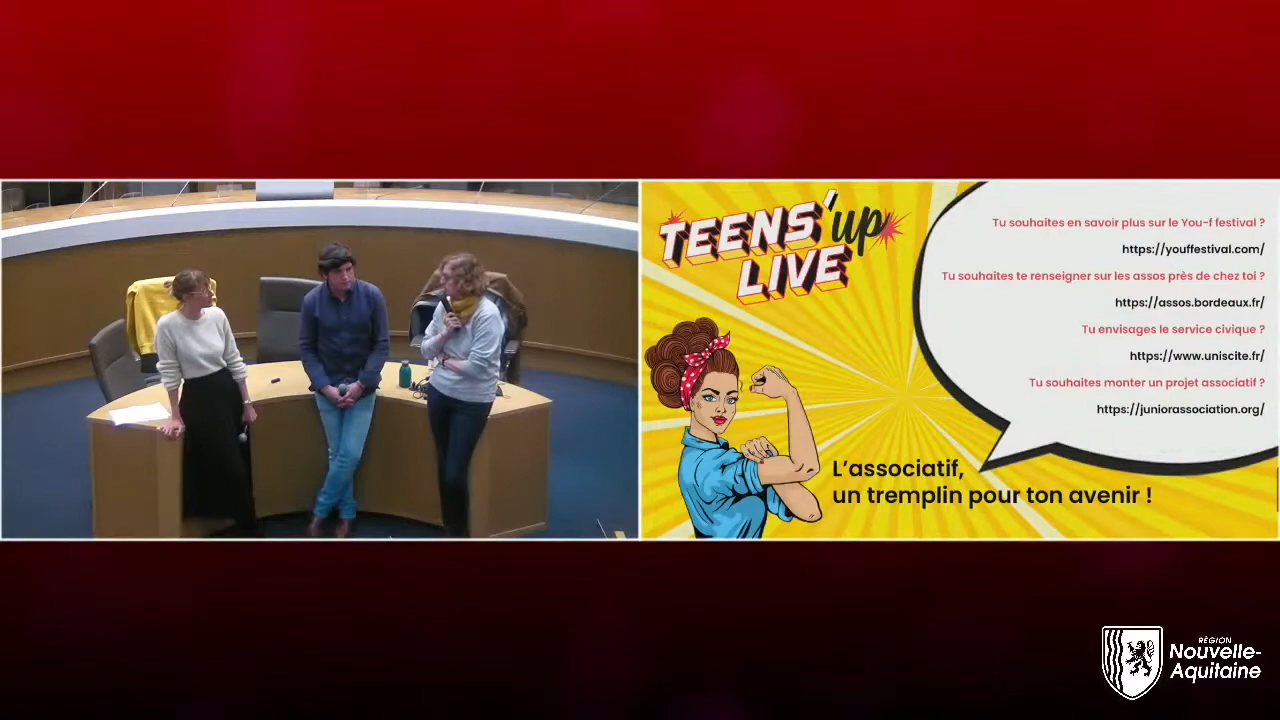 TEENS'up
LIVE
Tu souhaites en savoir plus sur le You-f festival ?
https://youffestival.com/
Tu souhaites te renseigner sur les assos près de chez toi ?
https://assos.bordeaux.fr/
Tu envisages le service civique ?
https://www.uniscite.fr/
Tu souhaites monter un projet associatif ?
https://juniorassociation.org/
L'associatif,
un tremplin pour ton avenir !
RÉGION
Nouvelle-
Aquitaine